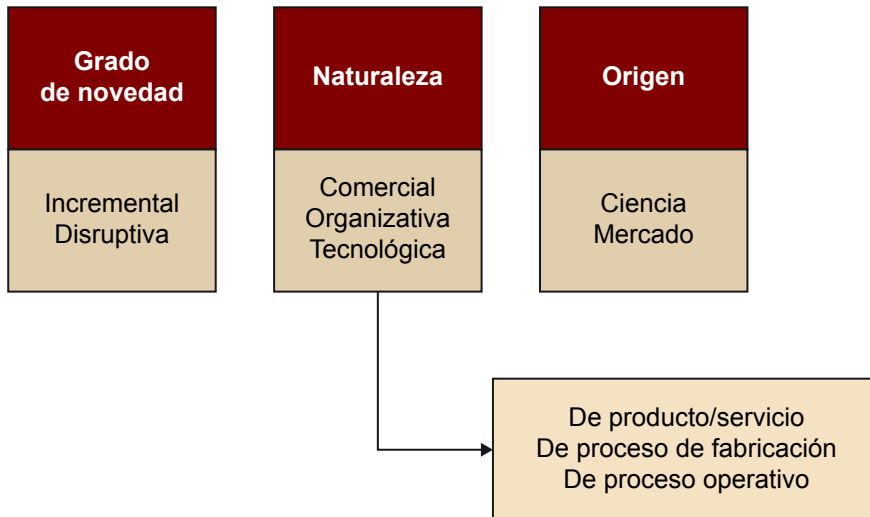 Grado
de novedad
Incremental
Disruptiva
Naturaleza
Comercial
Organizativa
Tecnológica
Origen
Ciencia
Mercado
De producto/servicio
De proceso de fabricación
De proceso operativo